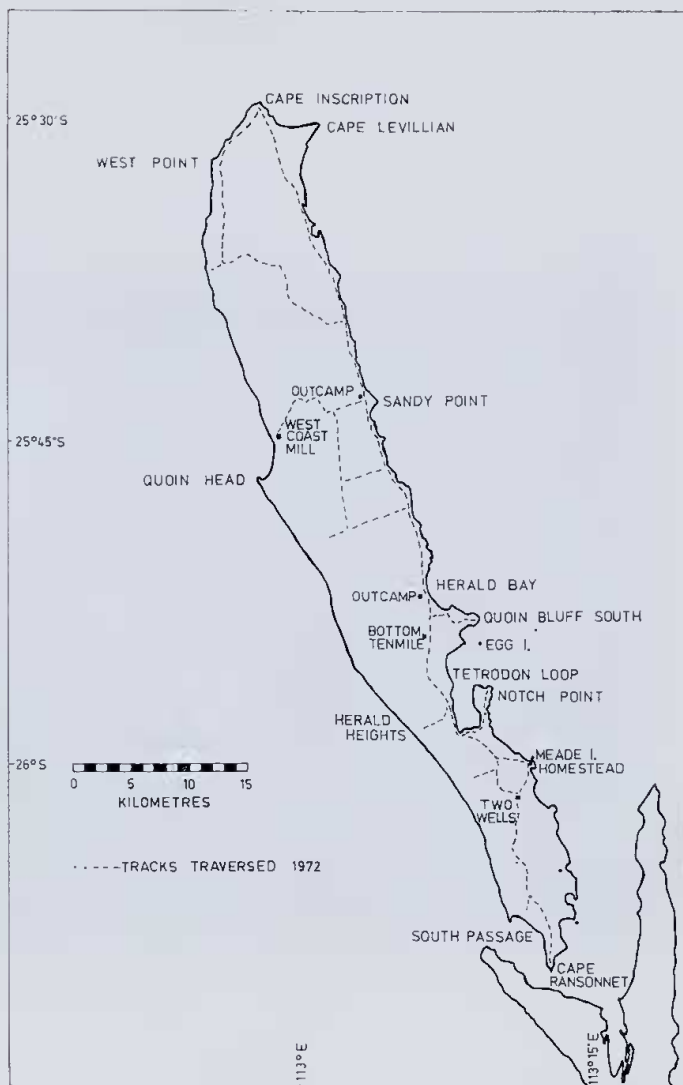 CAPE INSCRIPTION
25°30'S
CAPE LEVILLIAN
WEST POINT
OUTCAMP
SANDY POINT
WEST
COAST
MILL
25°45'S
QUOIN HEAD
HERALD BAY
OUTCAMP
QUOIN BLUFF SOUTH
BOTTOM
TENMILE
EGG I.
TETRODON LOOP
NOTCH POINT
HERALD
HEIGHTS
MEADE I.
HOMESTEAD
26°S
0 5 10 15
KILOMETRES
TWO
WELLS
TRACKS TRAVERSED 1972
SOUTH PASSAGE
CAPE
RANSONNET
113°E
113°15'E